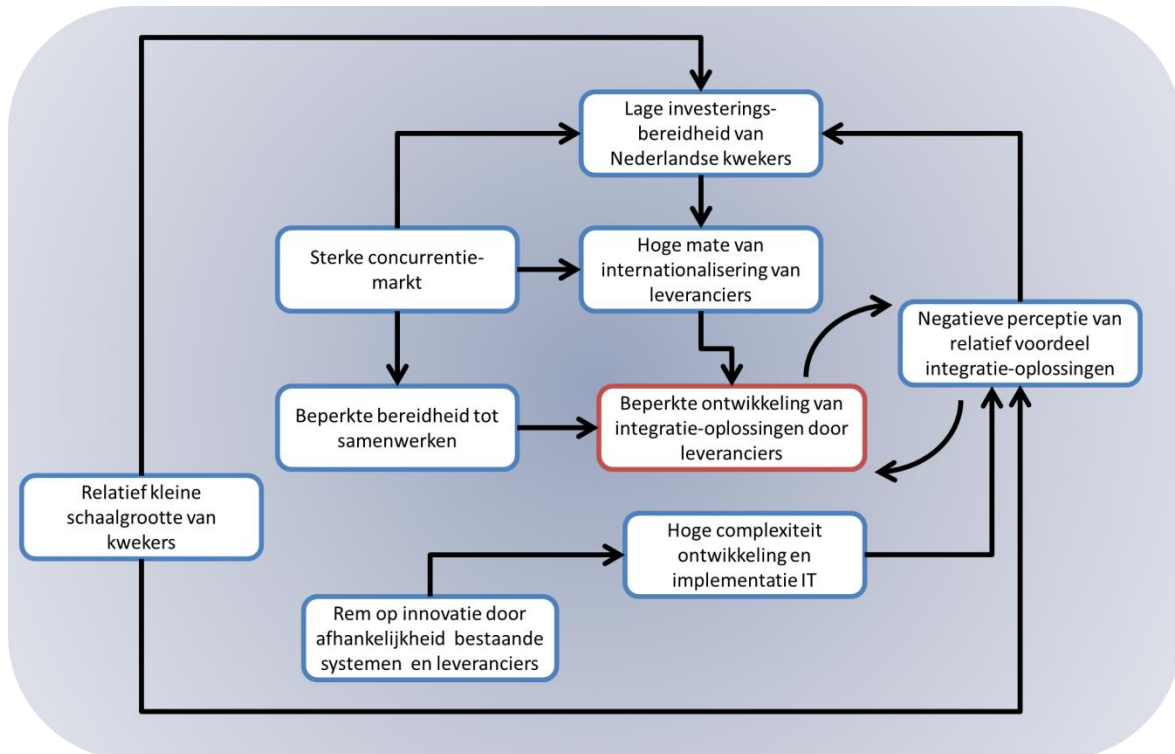 Lage investerings-
bereidheid van
Nederlandse kwekers
Sterke concurrentie-
markt
Hoge mate van
internationalisering van
leveranciers
Negatieve perceptie van
relatief voordeel
integratie-oplossingen
Beperkte bereidheid tot
samenwerken
Beperkte ontwikkeling van
integratie-oplossingen door
leveranciers
Relatief kleine
schaalgrootte van
kwekers
Hoge complexiteit
ontwikkeling en
implementatie IT
Rem op innovatie door
afhankelijkheid bestaande
systemen en leveranciers